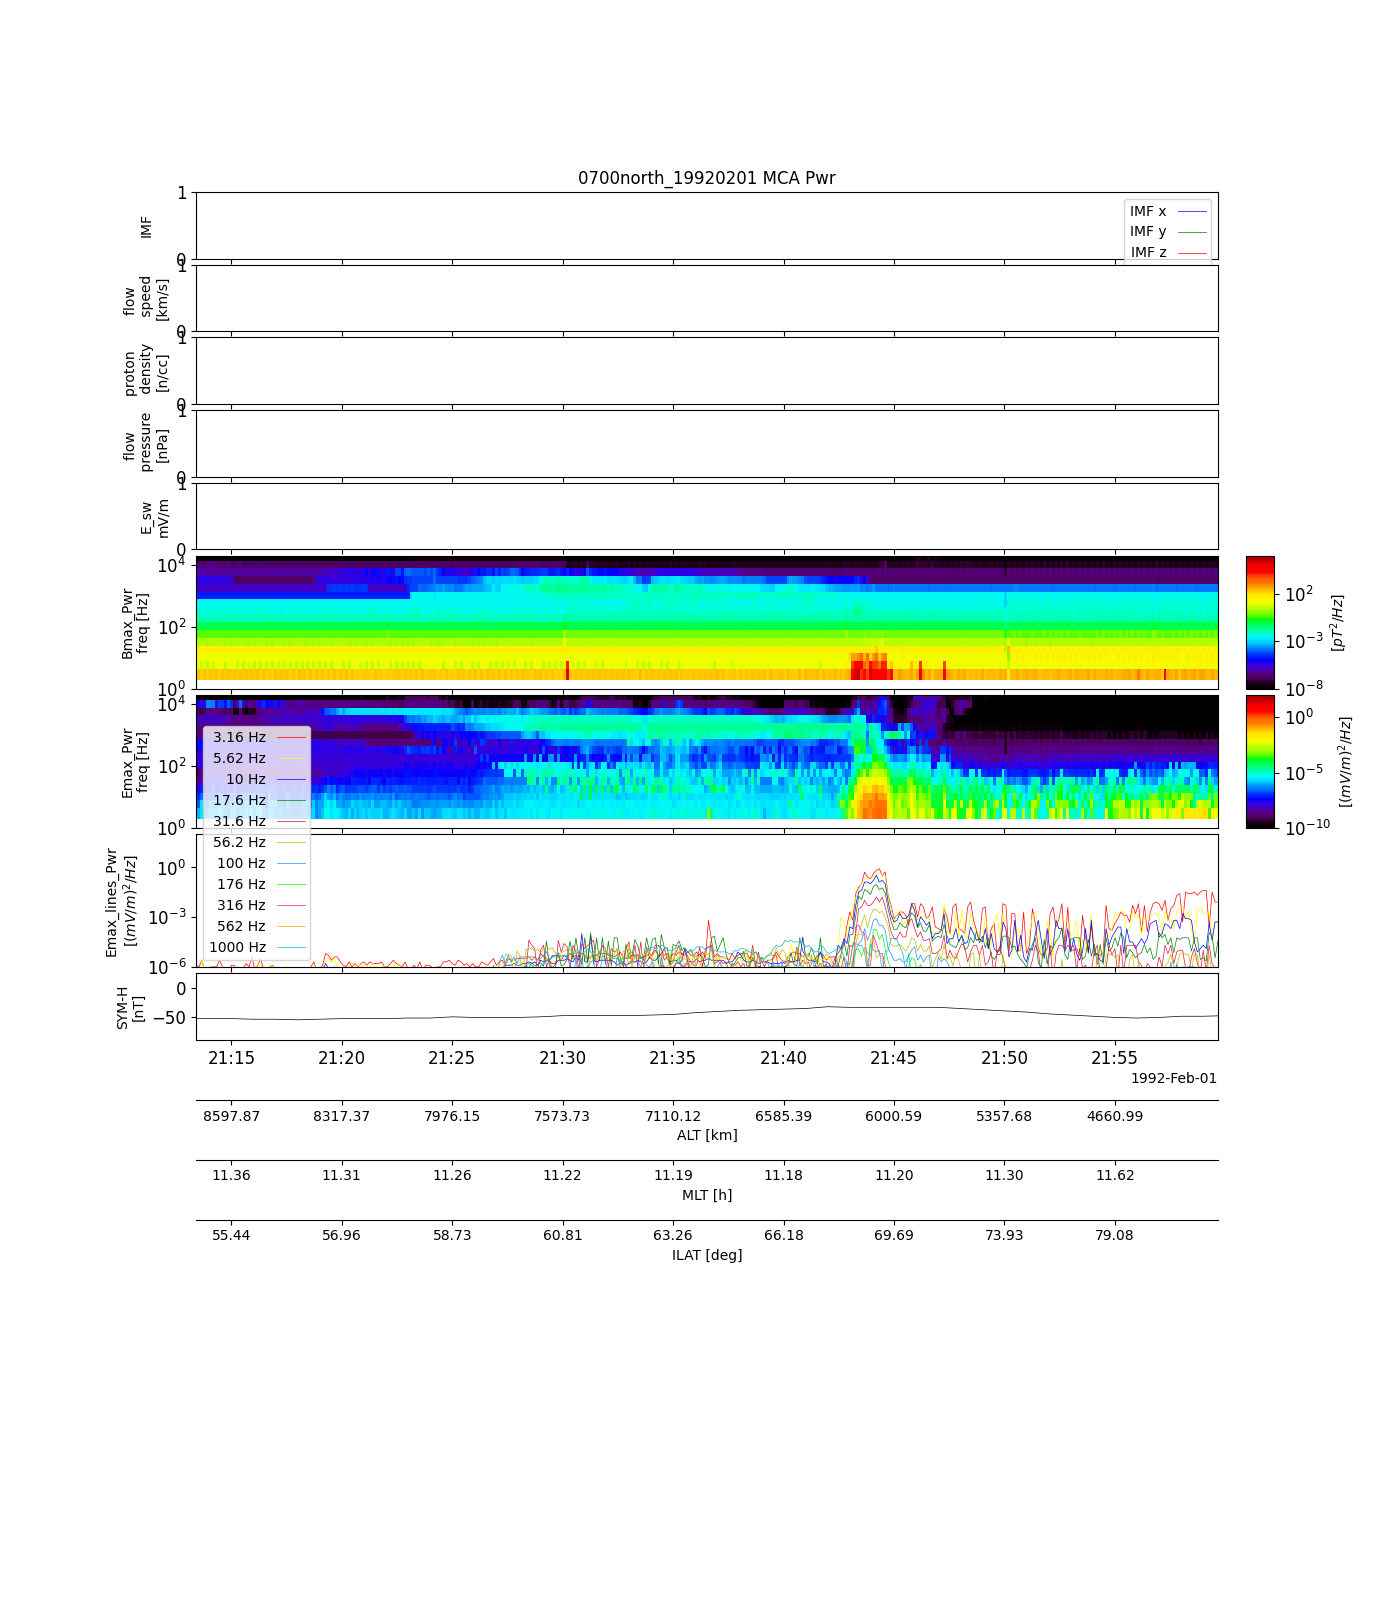 0700north_19920201 MCA Pwr
1
IMF
0
IMF x
IMF y
IMF z
1
flow
speed
[km/s]
0
1
proton
density
[n/cc]
0
1
flow
pressure
[nPa]
0
1
E_sw
mV/m
0
10^4
Bmax_Pwr
freq [Hz]
10^2
10^0
10^2
10^-3
10^-8
[pT^2/Hz]
10^4
Emax_Pwr
freq [Hz]
10^2
10^0
10^0
10^-5
10^-10
[(mV/m)^2/Hz]
3.16 Hz
5.62 Hz
10 Hz
17.6 Hz
31.6 Hz
56.2 Hz
100 Hz
176 Hz
316 Hz
562 Hz
1000 Hz
Emax_lines_Pwr
[(mV/m)^2/Hz]
10^0
10^-3
10^-6
SYM-H
[nT]
0
−50
21:15 21:20 21:25 21:30 21:35 21:40 21:45 21:50 21:55
1992-Feb-01
8597.87 8317.37 7976.15 7573.73 7110.12 6585.39 6000.59 5357.68 4660.99
ALT [km]
11.36 11.31 11.26 11.22 11.19 11.18 11.20 11.30 11.62
MLT [h]
55.44 56.96 58.73 60.81 63.26 66.18 69.69 73.93 79.08
ILAT [deg]